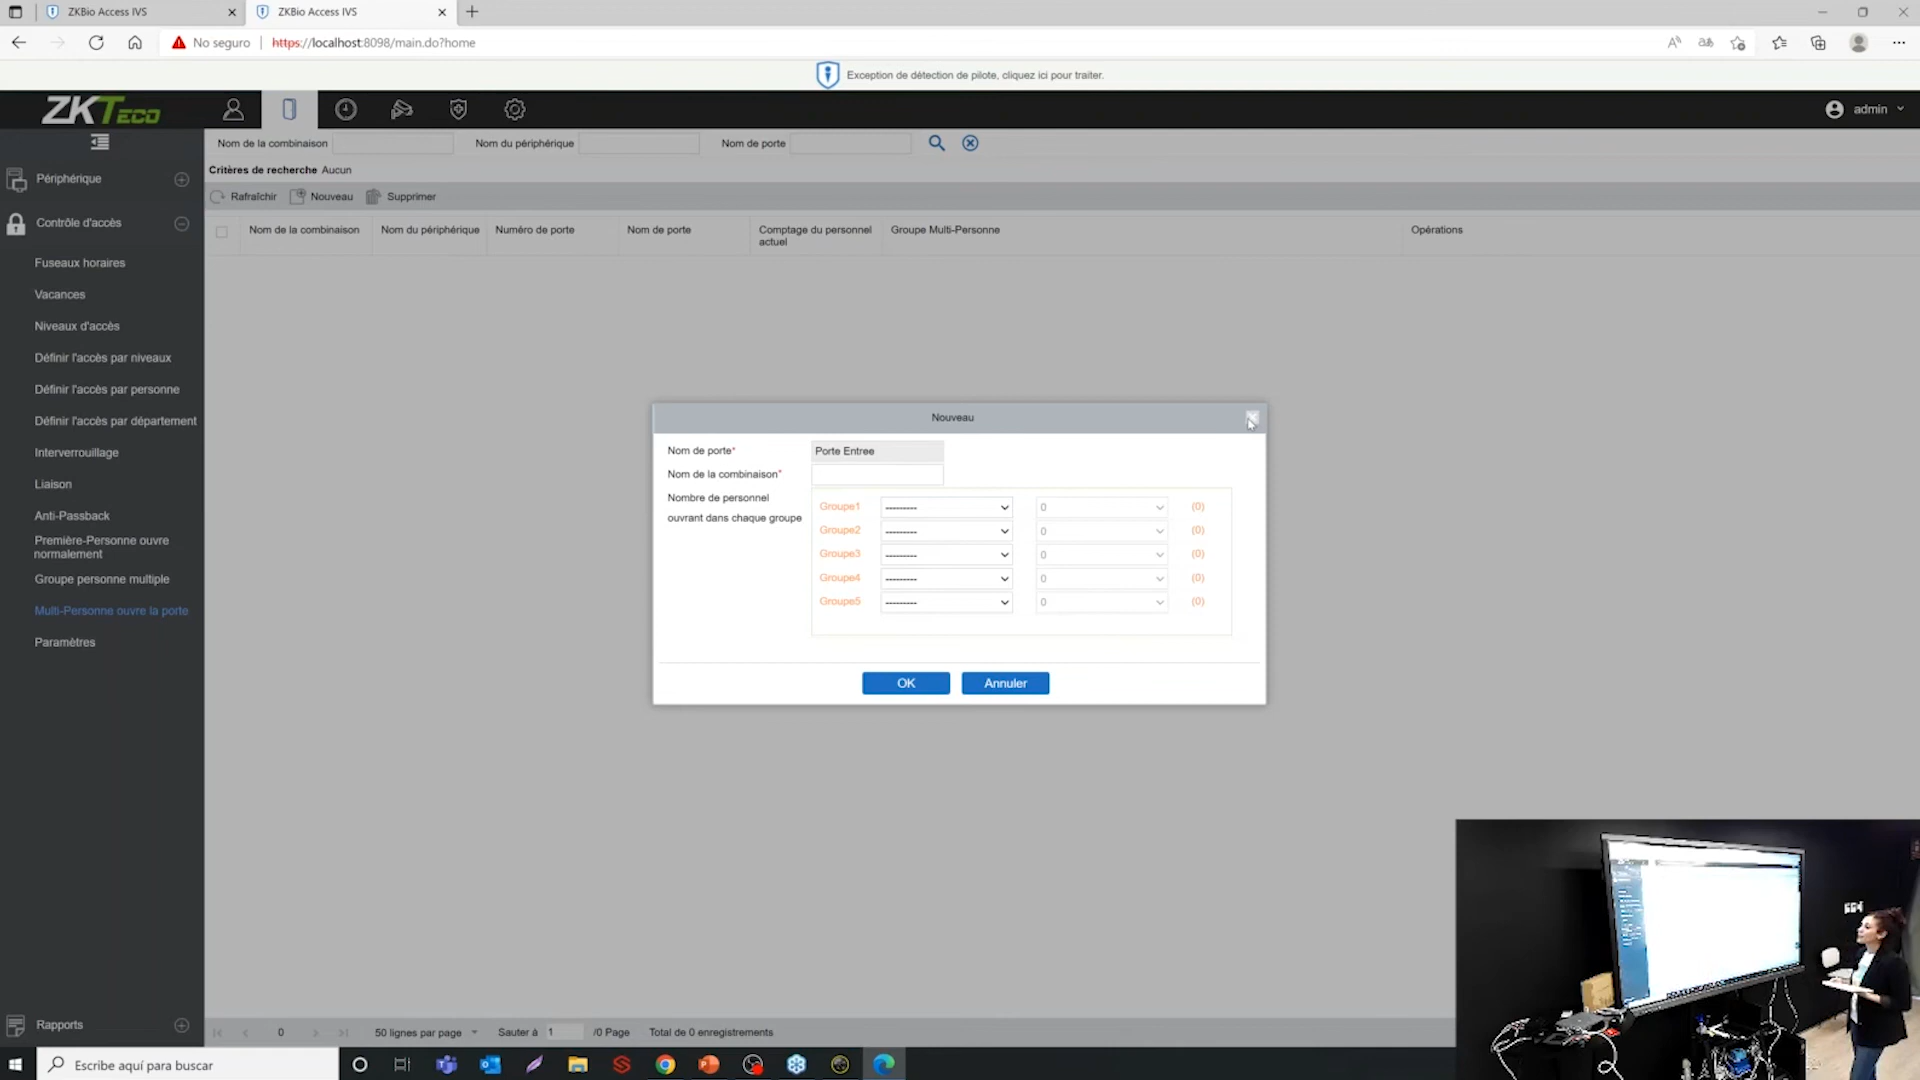 ZKBio Access IVS
ZKBio Access IVS
No seguro
https://localhost:8098/main.do?home
Exception de détection de pilote, cliquez ici pour traiter.
ZKTECO
admin
Nom de la combinaison
Nom du périphérique
Nom de porte
Critères de recherche Aucun
Rafraîchir
Nouveau
Supprimer
Nom de la combinaison
Nom du périphérique
Numéro de porte
Nom de porte
Comptage du personnel
actuel
Groupe Multi-Personne
Opérations
Périphérique
Contrôle d'accès
Fuseaux horaires
Vacances
Niveaux d'accès
Définir l'accès par niveaux
Définir l'accès par personne
Définir l'accès par département
Interverrouillage
Liaison
Anti-Passback
Première-Personne ouvre
normalement
Groupe personne multiple
Multi-Personne ouvre la porte
Paramètres
Rapports
Nouveau
Nom de porte*
Porte Entree
Nom de la combinaison*
Nombre de personnel
ouvrant dans chaque groupe
Groupe1 --------- 0 (0)
Groupe2 --------- 0 (0)
Groupe3 --------- 0 (0)
Groupe4 --------- 0 (0)
Groupe5 --------- 0 (0)
OK
Annuler
0
50 lignes par page
Sauter à 1
/0 Page
Total de 0 enregistrements
Escribe aquí para buscar